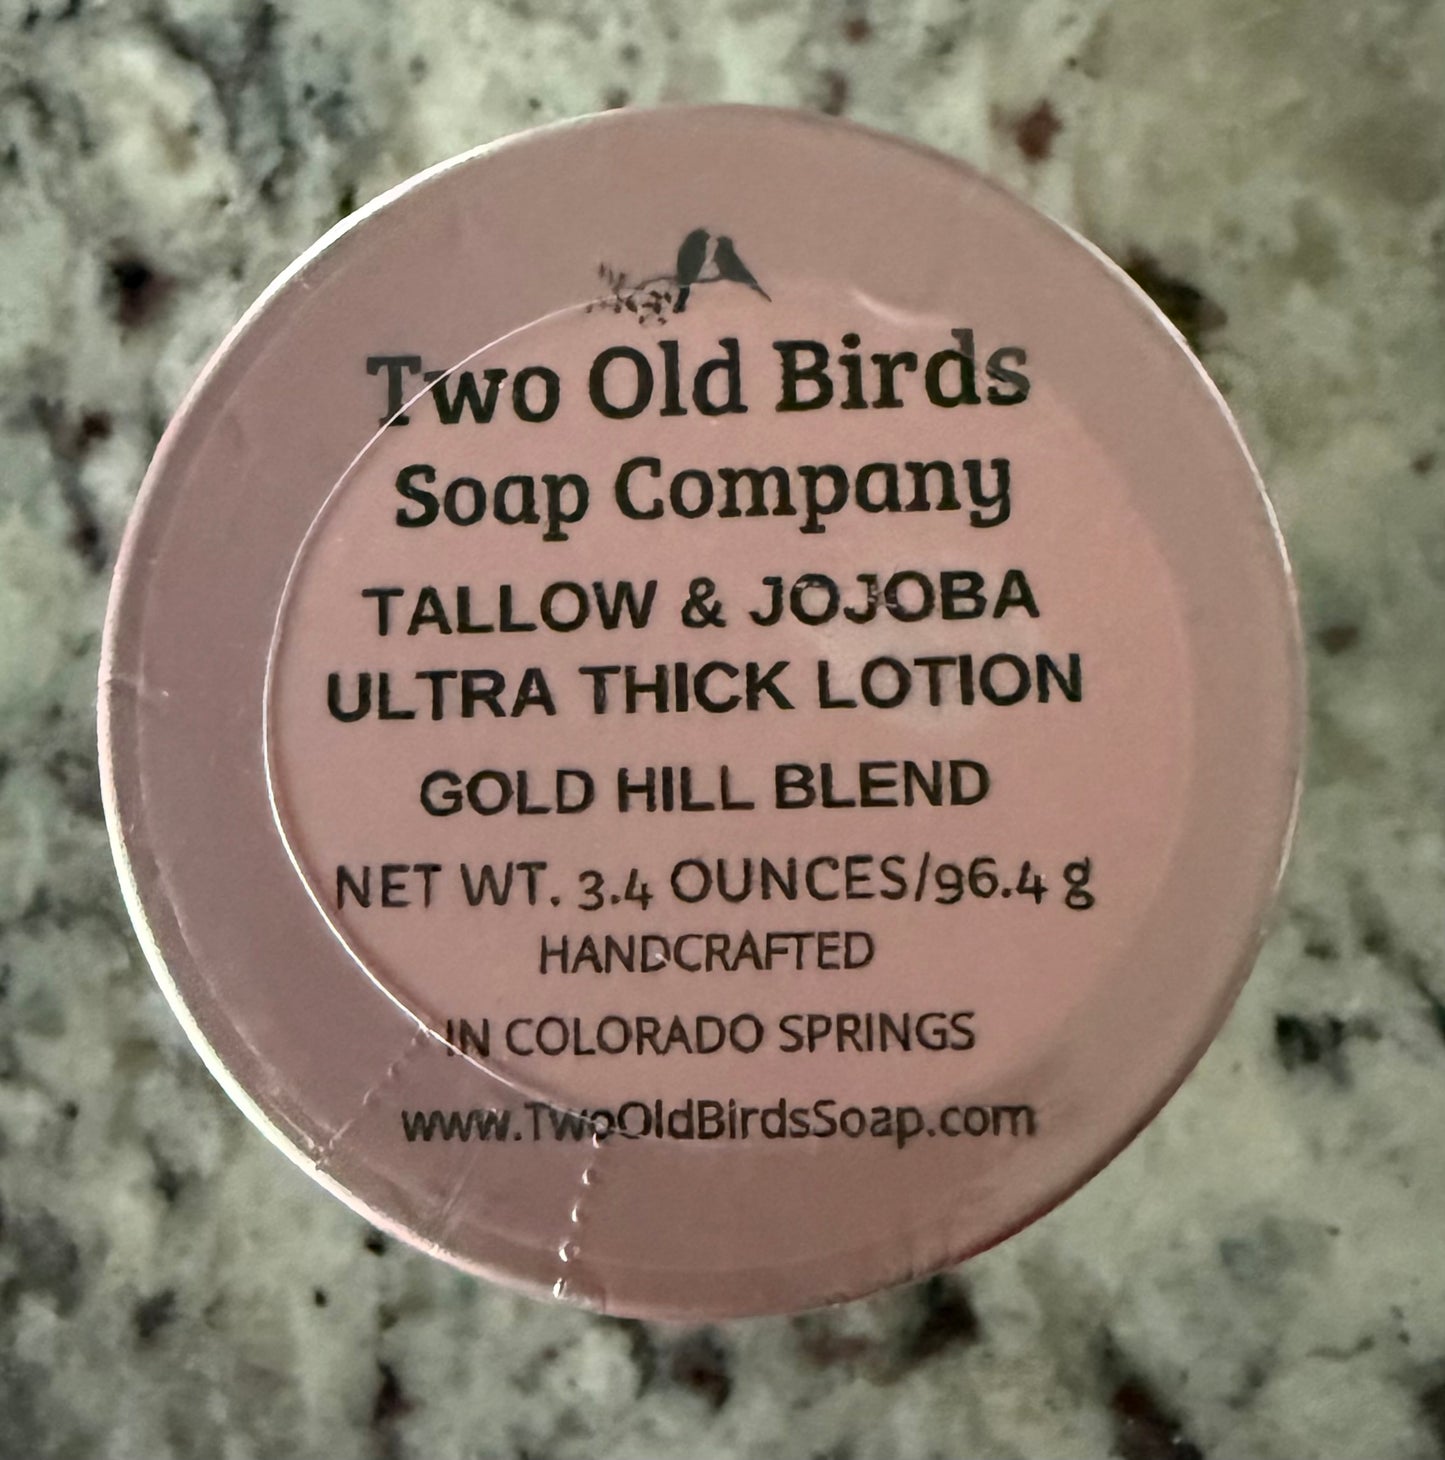 Two Old Birds
Soap Company
TALLOW & JOJOBA
ULTRA THICK LOTION
GOLD HILL BLEND
NET WT. 3.4 OUNCES/96.4 g
HANDCRAFTED
IN COLORADO SPRINGS
www.TwoOldBirdsSoap.com